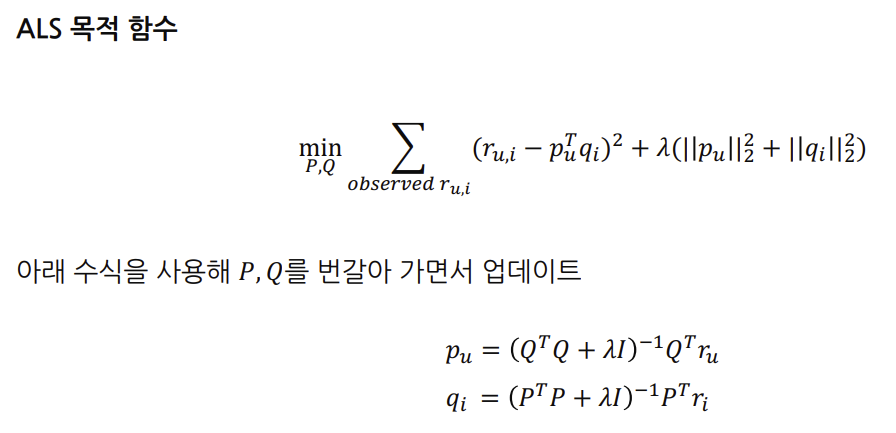 ALS 목적 함수
min_{P,Q} ∑_{observed r_{u,i}} (r_{u,i} − p_u^T q_i)^2 + λ(||p_u||_2^2 + ||q_i||_2^2)
아래 수식을 사용해 P, Q를 번갈아 가면서 업데이트
p_u = (Q^T Q + λI)^{−1} Q^T r_u
q_i = (P^T P + λI)^{−1} P^T r_i